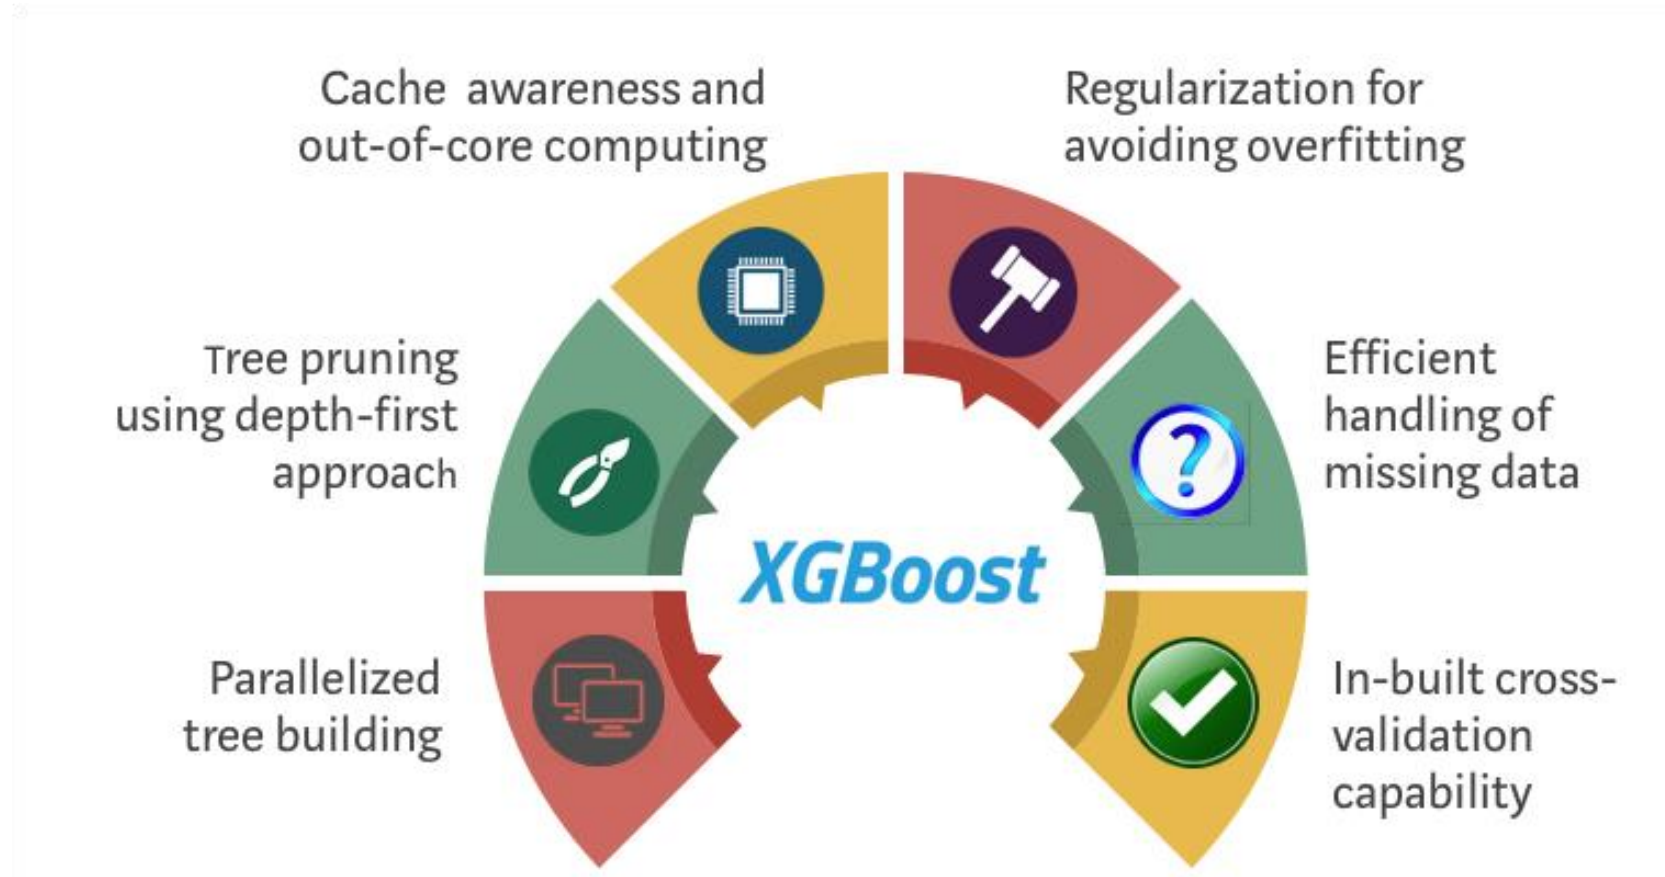 Cache awareness and
out-of-core computing
Regularization for
avoiding overfitting
Tree pruning
using depth-first
approach
Efficient
handling of
missing data
XGBoost
Parallelized
tree building
In-built cross-
validation
capability